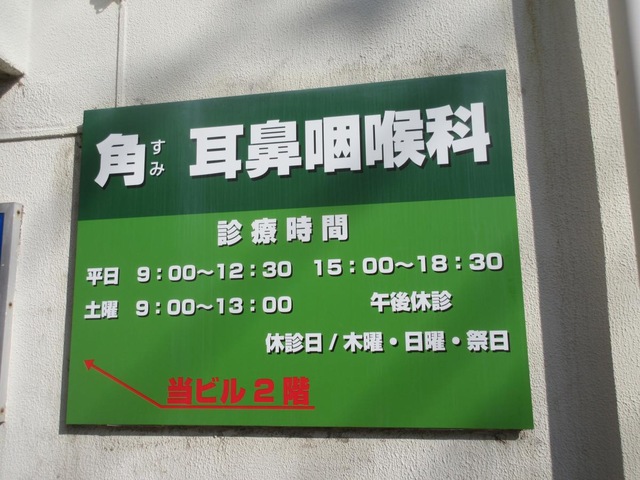 角 すみ 耳鼻咽喉科
診療時間
平日 9:00～12:30 15:00～18:30
土曜 9:00～13:00 午後休診
休診日/木曜・日曜・祭日
当ビル2階